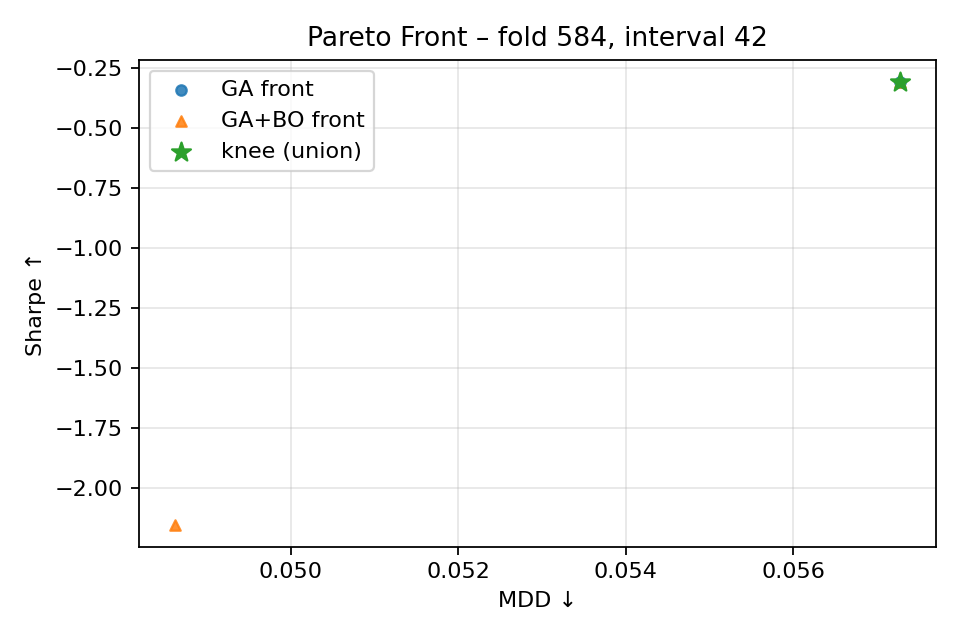 Pareto Front – fold 584, interval 42
GA front
GA+BO front
knee (union)
Sharpe ↑
−0.25
−0.50
−0.75
−1.00
−1.25
−1.50
−1.75
−2.00
0.050
0.052
0.054
0.056
MDD ↓